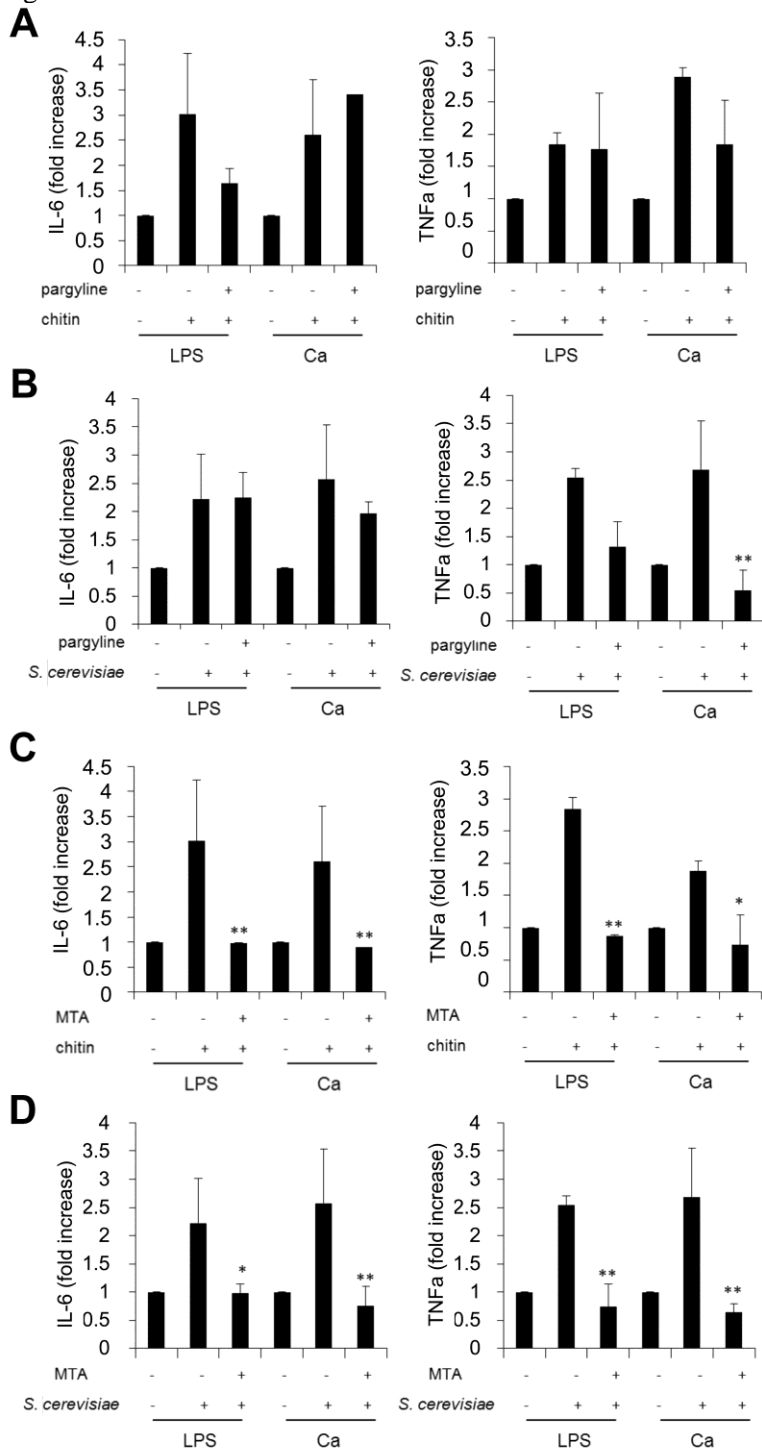 A
IL-6 (fold increase)
4.5
4
3.5
3
2.5
2
1.5
1
0.5
0
pargyline - - + - - +
chitin - + + - + +
LPS Ca
TNFa (fold increase)
3.5
3
2.5
2
1.5
1
0.5
0
pargyline - - + - - +
chitin - + + - + +
LPS Ca
B
IL-6 (fold increase)
4
3.5
3
2.5
2
1.5
1
0.5
0
pargyline - - + - - +
S. cerevisiae - + + - + +
LPS Ca
TNFa (fold increase)
4
3.5
3
2.5
2
1.5
1
0.5
0
**
pargyline - - + - - +
S. cerevisiae - + + - + +
LPS Ca
C
IL-6 (fold increase)
4.5
4
3.5
3
2.5
2
1.5
1
0.5
0
** **
MTA - - + - - +
chitin - + + - + +
LPS Ca
TNFa (fold increase)
3.5
3
2.5
2
1.5
1
0.5
0
** *
MTA - - + - - +
chitin - + + - + +
LPS Ca
D
IL-6 (fold increase)
4
3.5
3
2.5
2
1.5
1
0.5
0
* **
MTA - - + - - +
S. cerevisiae - + + - + +
LPS Ca
TNFa (fold increase)
4
3.5
3
2.5
2
1.5
1
0.5
0
** **
MTA - - + - - +
S. cerevisiae - + + - + +
LPS Ca